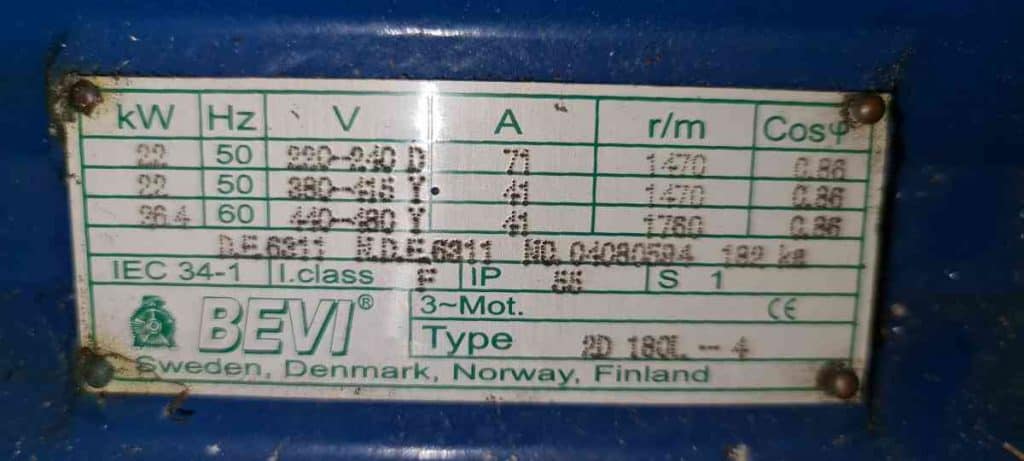 kW Hz V A r/m Cosφ
22 50 220-240 D 71 1470 0.86
22 50 380-415 Y 41 1470 0.86
26.4 60 440-480 Y 41 1760 0.86
D.E.6311 N.D.E.6311 NO. 04080594 182 kg
IEC 34-1 I.class F IP 55 S 1
BEVI® 3~Mot. CE
Type 2D 180L -- 4
Sweden, Denmark, Norway, Finland